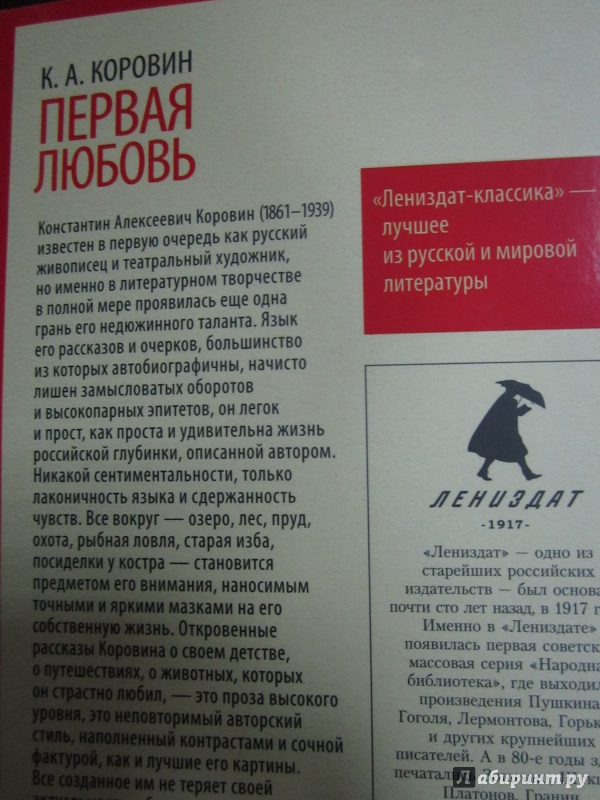 К. А. КОРОВИН
ПЕРВАЯ
ЛЮБОВЬ
Константин Алексеевич Коровин (1861–1939)
известен в первую очередь как русский
живописец и театральный художник,
но именно в литературном творчестве
в полной мере проявилась еще одна
грань его недюжинного таланта. Язык
его рассказов и очерков, большинство
из которых автобиографичны, начисто
лишен замысловатых оборотов
и высокопарных эпитетов, он легок
и прост, как проста и удивительна жизнь
российской глубинки, описанной автором.
Никакой сентиментальности, только
лаконичность языка и сдержанность
чувств. Все вокруг — озеро, лес, пруд,
охота, рыбная ловля, старая изба,
посиделки у костра — становится
предметом его внимания, наносимым
точными и яркими мазками на его
собственную жизнь. Откровенные
рассказы Коровина о своем детстве,
о путешествиях, о животных, которых
он страстно любил, — это проза высокого
уровня, это неповторимый авторский
стиль, наполненный контрастами и сочной
фактурой, как и лучшие его картины.
Все созданное им не теряет своей
«Лениздат-классика» —
лучшее
из русской и мировой
литературы
ЛЕНИЗДАТ
-1917-
«Лениздат» — одно из
старейших российских
издательств — был основа
почти сто лет назад, в 1917 г
Именно в «Лениздате»
появилась первая советс
массовая серия «Народна
библиотека», где выходил
произведения Пушкина
Гоголя, Лермонтова, Горьк
и других крупнейших
писателей. А в 80-е годы з
печатал
Платонов, Гранин
Лабиринт.ру